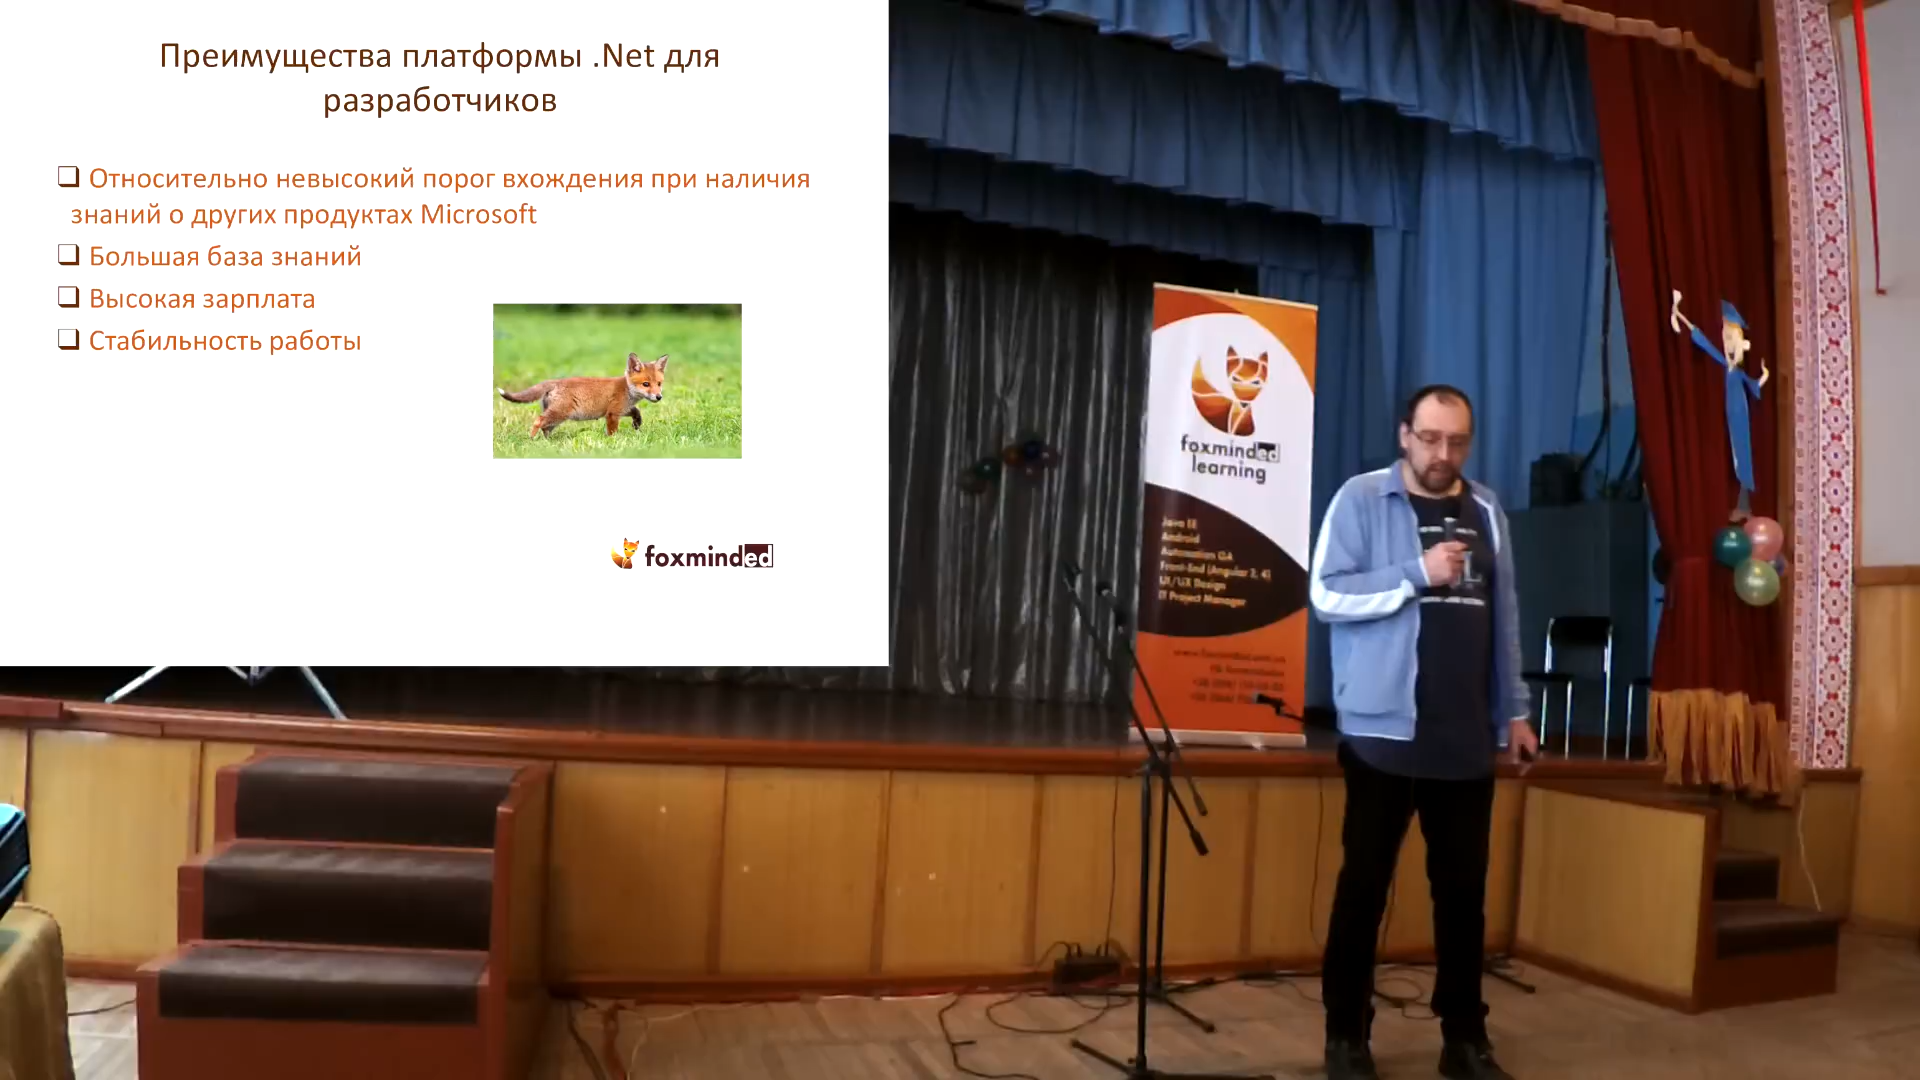 Преимущества платформы .Net для
разработчиков
Относительно невысокий порог вхождения при наличия
знаний о других продуктах Microsoft
Большая база знаний
Высокая зарплата
Стабильность работы
foxminded
foxminded
learning
Java EE
Android
Automation QA
Front-End (Angular 2, 4)
UI/UX Design
IT Project Manager